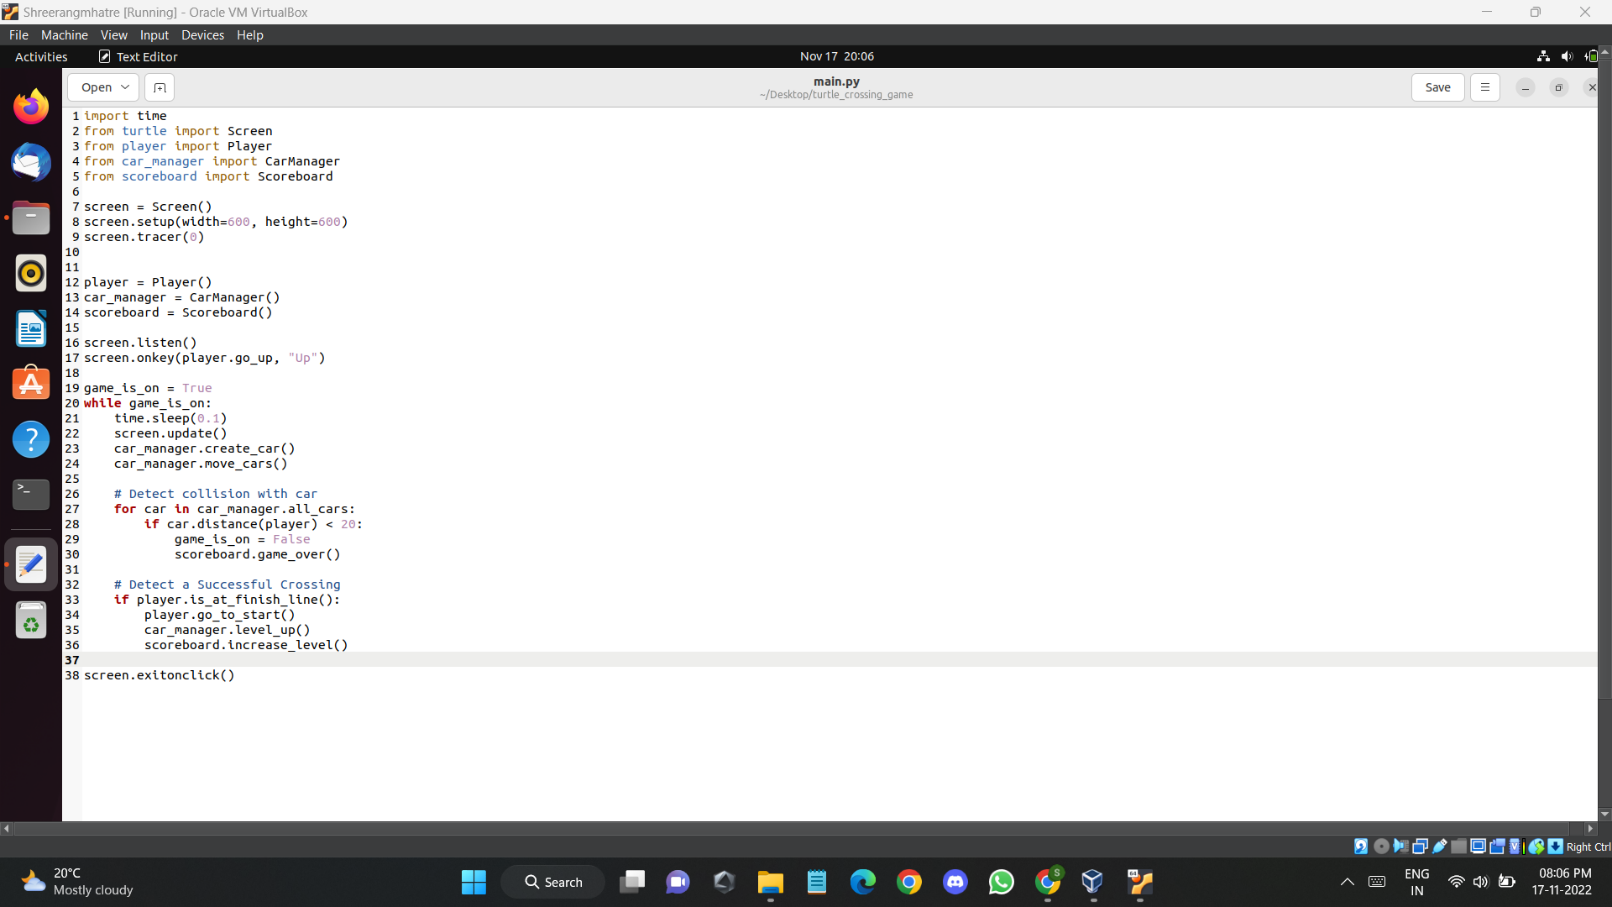 Shreerangmhatre [Running] - Oracle VM VirtualBox
File Machine View Input Devices Help
Activities Text Editor Nov 17 20:06
Open main.py Save
~/Desktop/turtle_crossing_game
1 import time
2 from turtle import Screen
3 from player import Player
4 from car_manager import CarManager
5 from scoreboard import Scoreboard
6
7 screen = Screen()
8 screen.setup(width=600, height=600)
9 screen.tracer(0)
10
11
12 player = Player()
13 car_manager = CarManager()
14 scoreboard = Scoreboard()
15
16 screen.listen()
17 screen.onkey(player.go_up, "Up")
18
19 game_is_on = True
20 while game_is_on:
21     time.sleep(0.1)
22     screen.update()
23     car_manager.create_car()
24     car_manager.move_cars()
25
26     # Detect collision with car
27     for car in car_manager.all_cars:
28         if car.distance(player) < 20:
29             game_is_on = False
30             scoreboard.game_over()
31
32     # Detect a Successful Crossing
33     if player.is_at_finish_line():
34         player.go_to_start()
35         car_manager.level_up()
36         scoreboard.increase_level()
37
38 screen.exitonclick()
Right Ctrl
20°C
Mostly cloudy
Search
S
ENG
IN
08:06 PM
17-11-2022